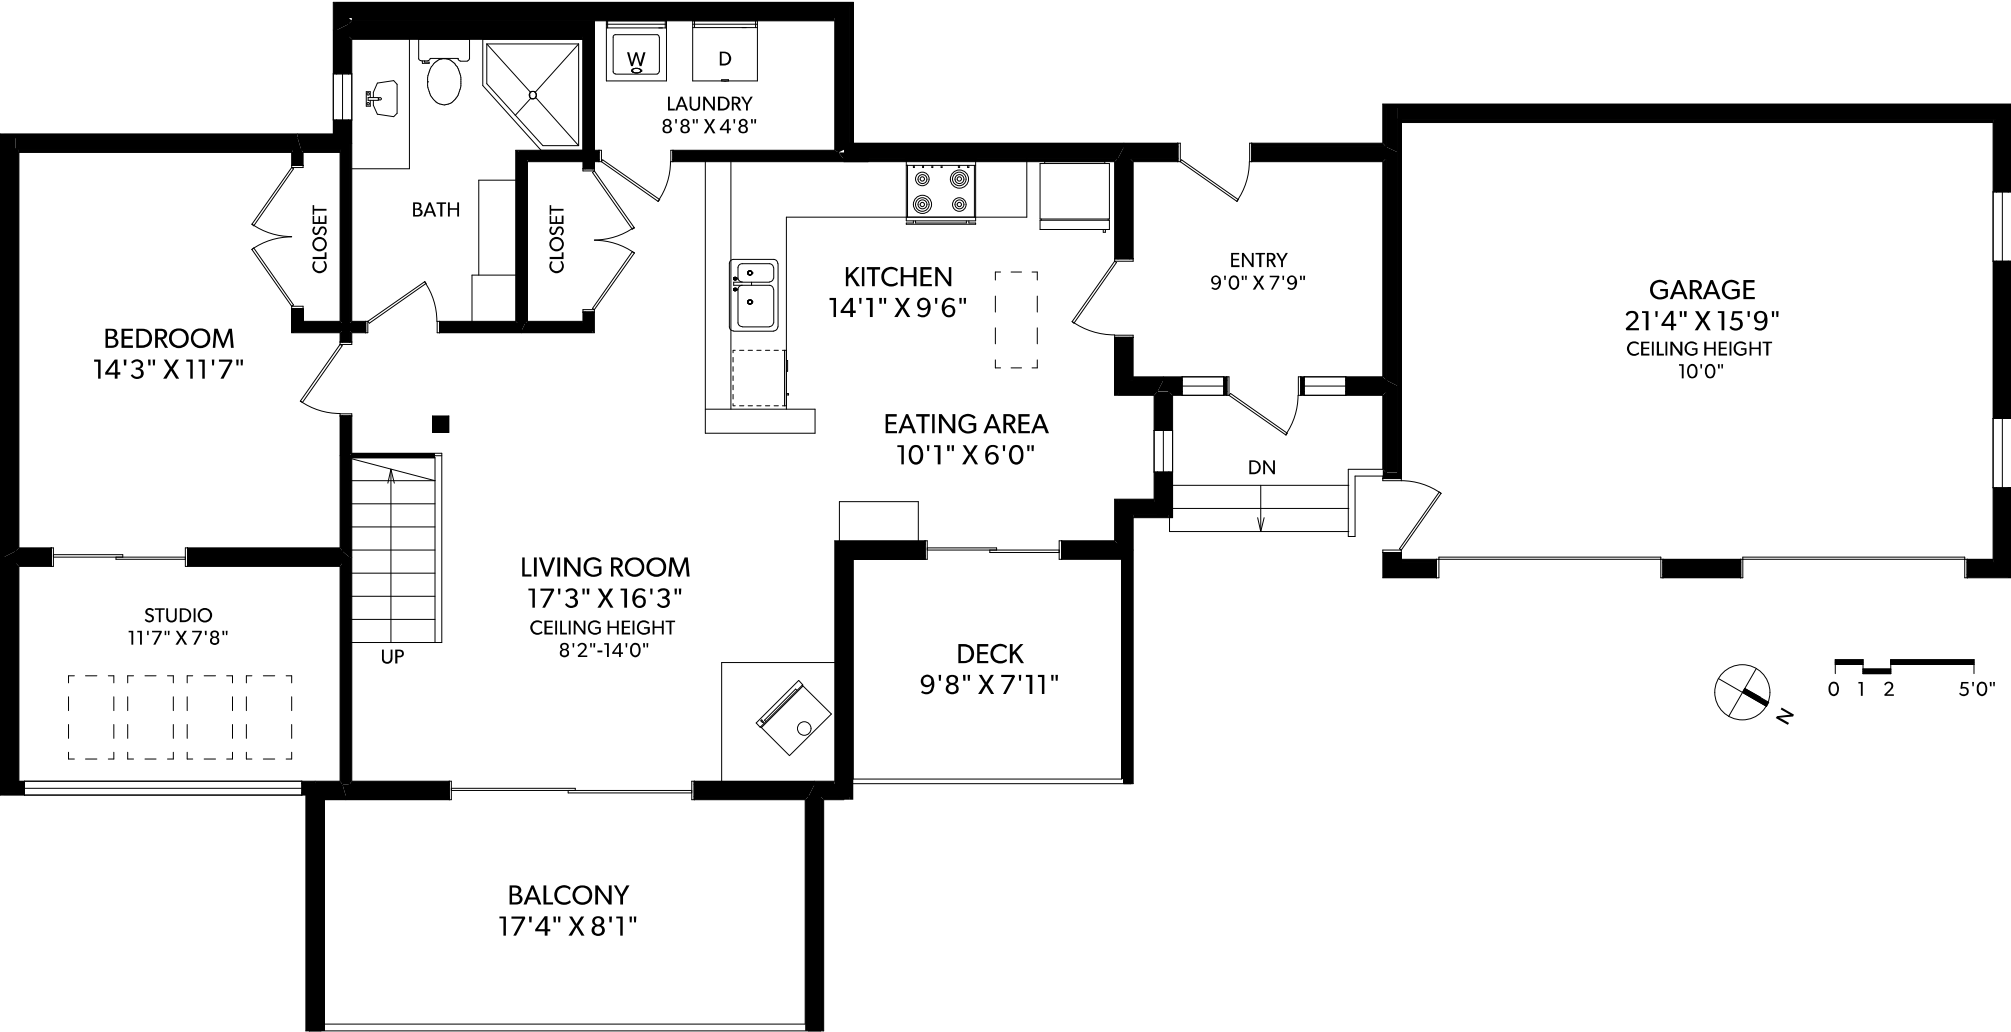 W
D
LAUNDRY
8'8" X 4'8"
BATH
CLOSET
CLOSET
BEDROOM
14'3" X 11'7"
KITCHEN
14'1" X 9'6"
ENTRY
9'0" X 7'9"
GARAGE
21'4" X 15'9"
CEILING HEIGHT
10'0"
EATING AREA
10'1" X 6'0"
DN
LIVING ROOM
17'3" X 16'3"
CEILING HEIGHT
8'2"-14'0"
STUDIO
11'7" X 7'8"
UP
DECK
9'8" X 7'11"
N
0 1 2 5'0"
BALCONY
17'4" X 8'1"